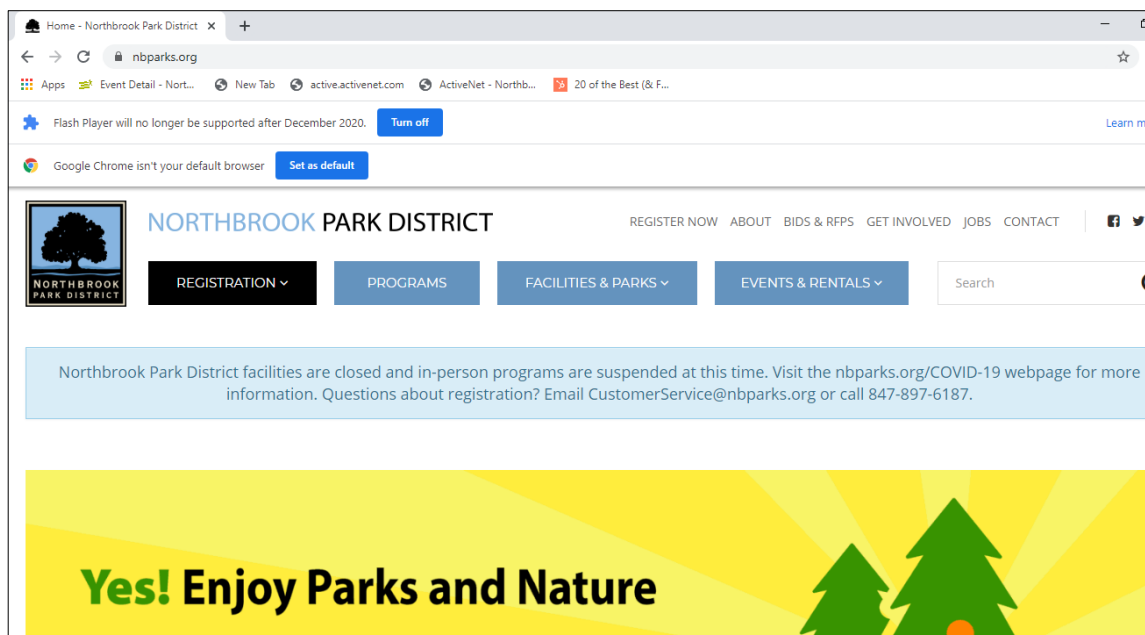 Home - Northbrook Park District
nbparks.org
Apps Event Detail - Nort... New Tab active.activenet.com ActiveNet - Northb... 20 of the Best (& F...
Flash Player will no longer be supported after December 2020. Turn off
Google Chrome isn't your default browser Set as default
NORTHBROOK PARK DISTRICT
REGISTER NOW ABOUT BIDS & RFPS GET INVOLVED JOBS CONTACT
NORTHBROOK
PARK DISTRICT
REGISTRATION PROGRAMS FACILITIES & PARKS EVENTS & RENTALS Search
Northbrook Park District facilities are closed and in-person programs are suspended at this time. Visit the nbparks.org/COVID-19 webpage for more
information. Questions about registration? Email CustomerService@nbparks.org or call 847-897-6187.
Yes! Enjoy Parks and Nature